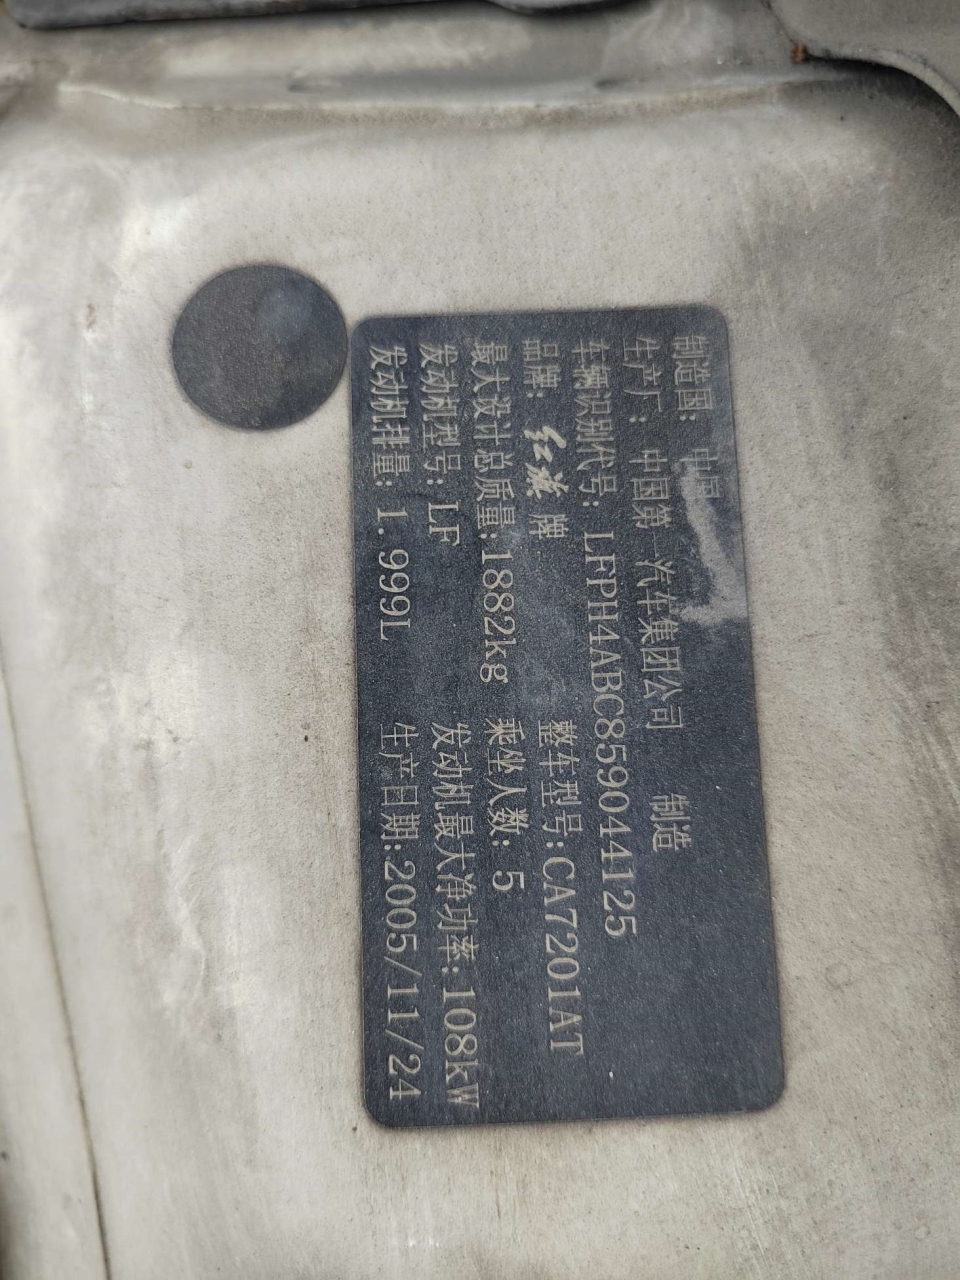 制造国: 中国
生产厂: 中国第一汽车集团公司 制造
车辆识别代号: LFPH4ABC859044125
品牌: 红旗 牌 整车型号:CA7201AT
最大设计总质量:1882kg 乘坐人数: 5
发动机型号: LF 发动机最大净功率:108kW
发动机排量: 1.999L 生产日期:2005/11/24